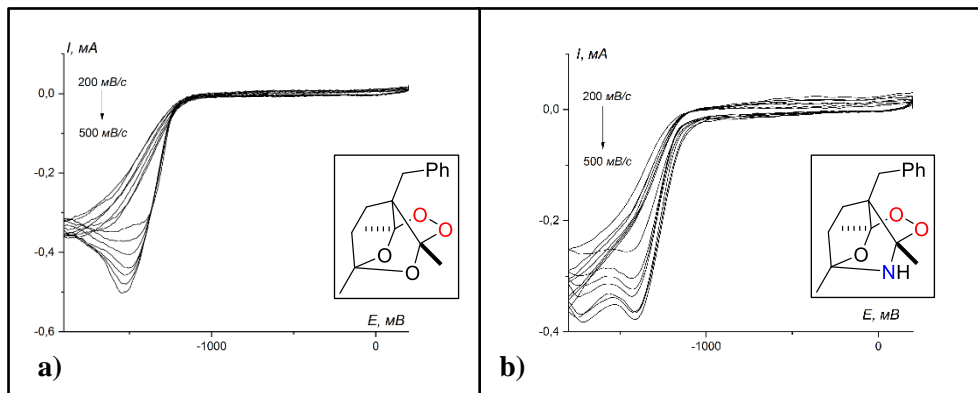 I, мА
0,0
-0,2
-0,4
-0,6
200 мВ/с
500 мВ/с
Ph
O
O
O
O
-1000
0
E, мВ
a)
I, мА
0,0
-0,2
-0,4
200 мВ/с
500 мВ/с
Ph
O
O
O
NH
-1000
0
E, мВ
b)